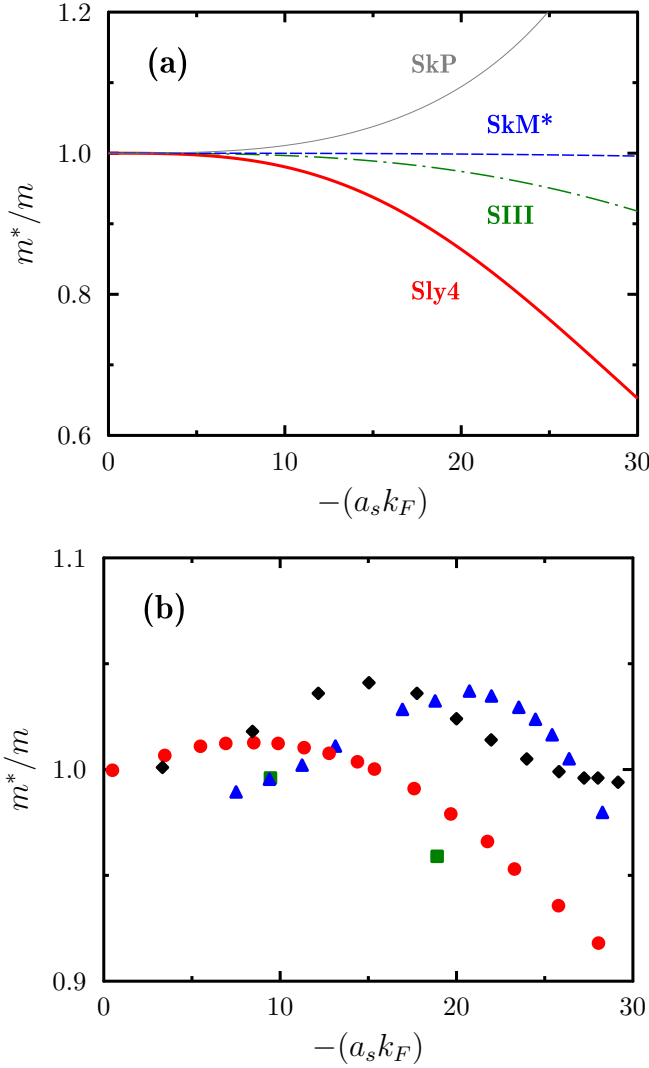 1.2
(a)
SkP
SkM*
1.0
SIII
m*/m
Sly4
0.8
0.6
0 10 20 30
−(a_s k_F)
1.1
(b)
m*/m
1.0
0.9
0 10 20 30
−(a_s k_F)